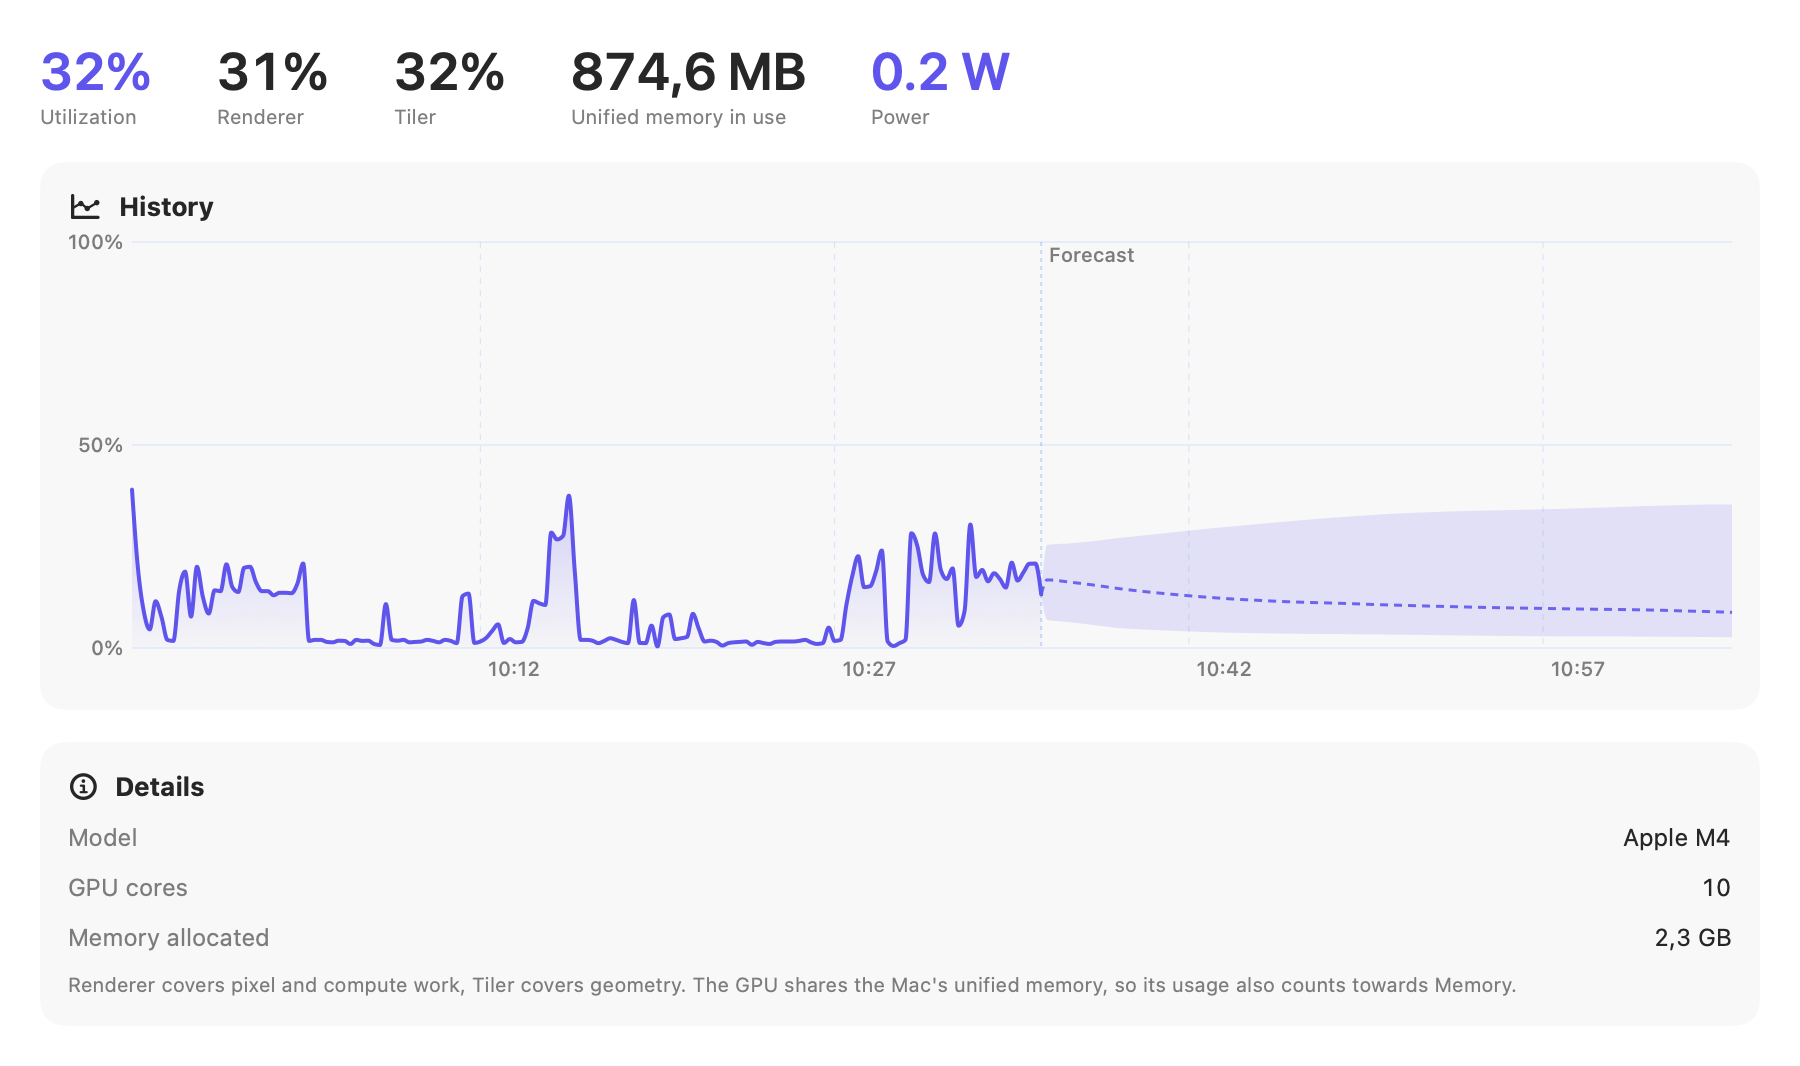 32% 31% 32% 874,6 MB 0.2 W
Utilization Renderer Tiler Unified memory in use Power
History
100%
Forecast
50%
0%
10:12 10:27 10:42 10:57
Details
Model Apple M4
GPU cores 10
Memory allocated 2,3 GB
Renderer covers pixel and compute work, Tiler covers geometry. The GPU shares the Mac's unified memory, so its usage also counts towards Memory.